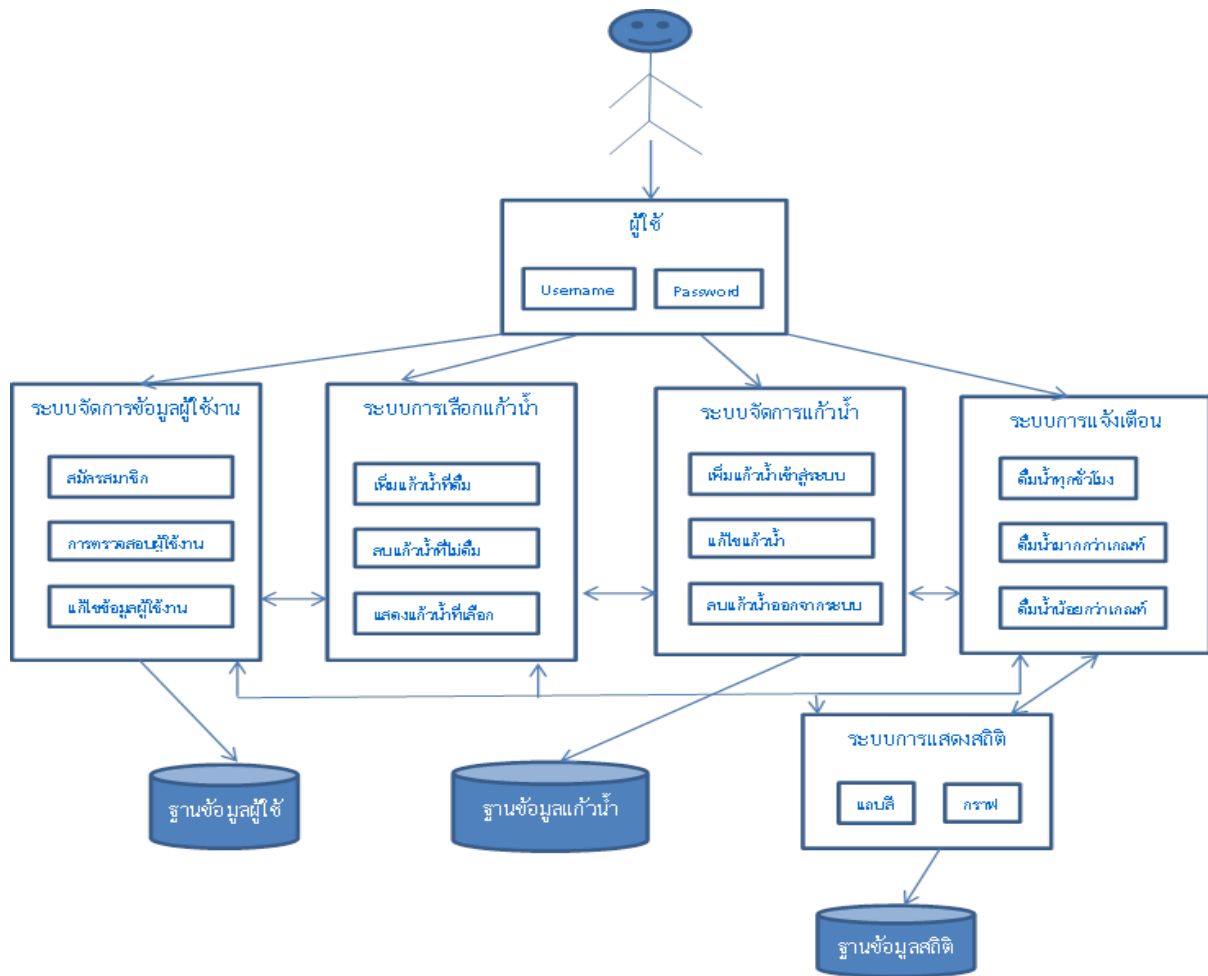 ผู้ใช้
Username
Password
ระบบจัดการข้อมูลผู้ใช้งาน
สมัครสมาชิก
การตรวจสอบผู้ใช้งาน
แก้ไขข้อมูลผู้ใช้งาน
ระบบการเลือกแก้วน้ำ
เพิ่มแก้วน้ำที่ดื่ม
ลบแก้วน้ำที่ไม่ดื่ม
แสดงแก้วน้ำที่เลือก
ระบบจัดการแก้วน้ำ
เพิ่มแก้วน้ำเข้าสู่ระบบ
แก้ไขแก้วน้ำ
ลบแก้วน้ำออกจากระบบ
ระบบการแจ้งเตือน
ดื่มน้ำทุกชั่วโมง
ดื่มน้ำมากกว่าเกณฑ์
ดื่มน้ำน้อยกว่าเกณฑ์
ระบบการแสดงสถิติ
แถบสี
กราฟ
ฐานข้อมูลผู้ใช้
ฐานข้อมูลแก้วน้ำ
ฐานข้อมูลสถิติ